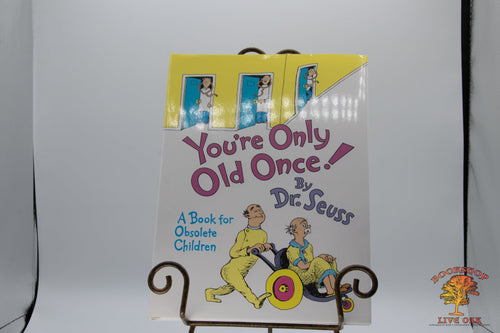 You're Only
Old Once!
By
Dr. Seuss
A Book for
Obsolete
Children
BOOKSHOP
LIVE OAK